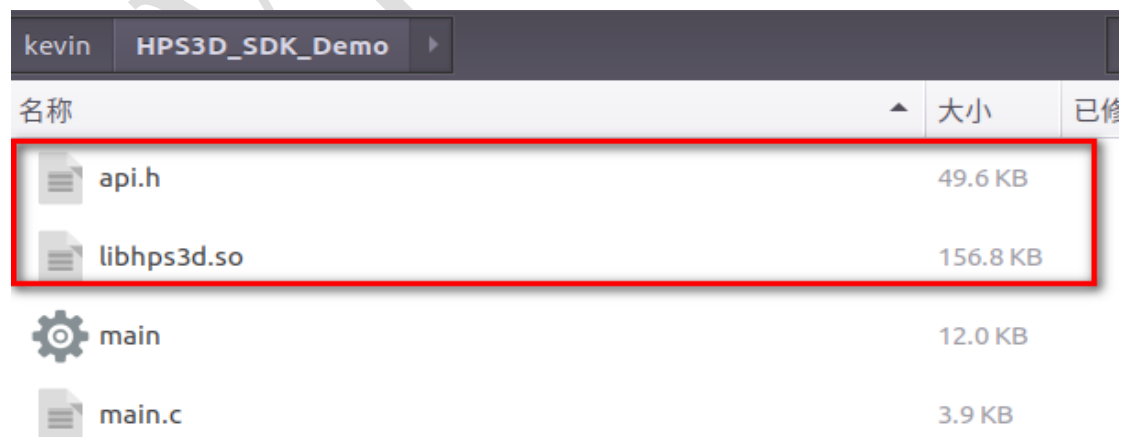 kevin HPS3D_SDK_Demo
名称 大小
api.h 49.6 KB
libhps3d.so 156.8 KB
main 12.0 KB
main.c 3.9 KB